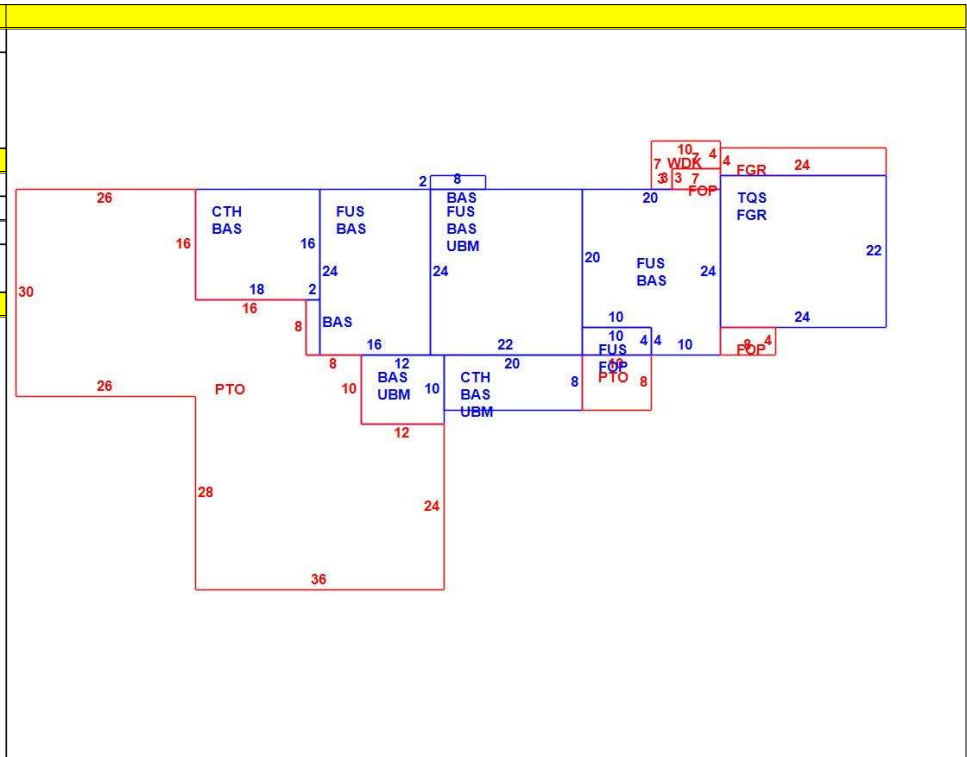 10
7 4
7 WDK 4 FGR 24
2 8 3 3 7
26 BAS FOP
20 TQS
CTH FUS FUS FGR
BAS BAS BAS
UBM
16 16 22
20 FUS
24 24 BAS 24
30
18 2
16
10 24
8 BAS
16 22 10 4 4 10 8 4
8 12 20 FUS FOP
FOP
10
BAS CTH PTO
26 PTO 10 UBM 10 BAS 8 8
UBM
12
28 24
36